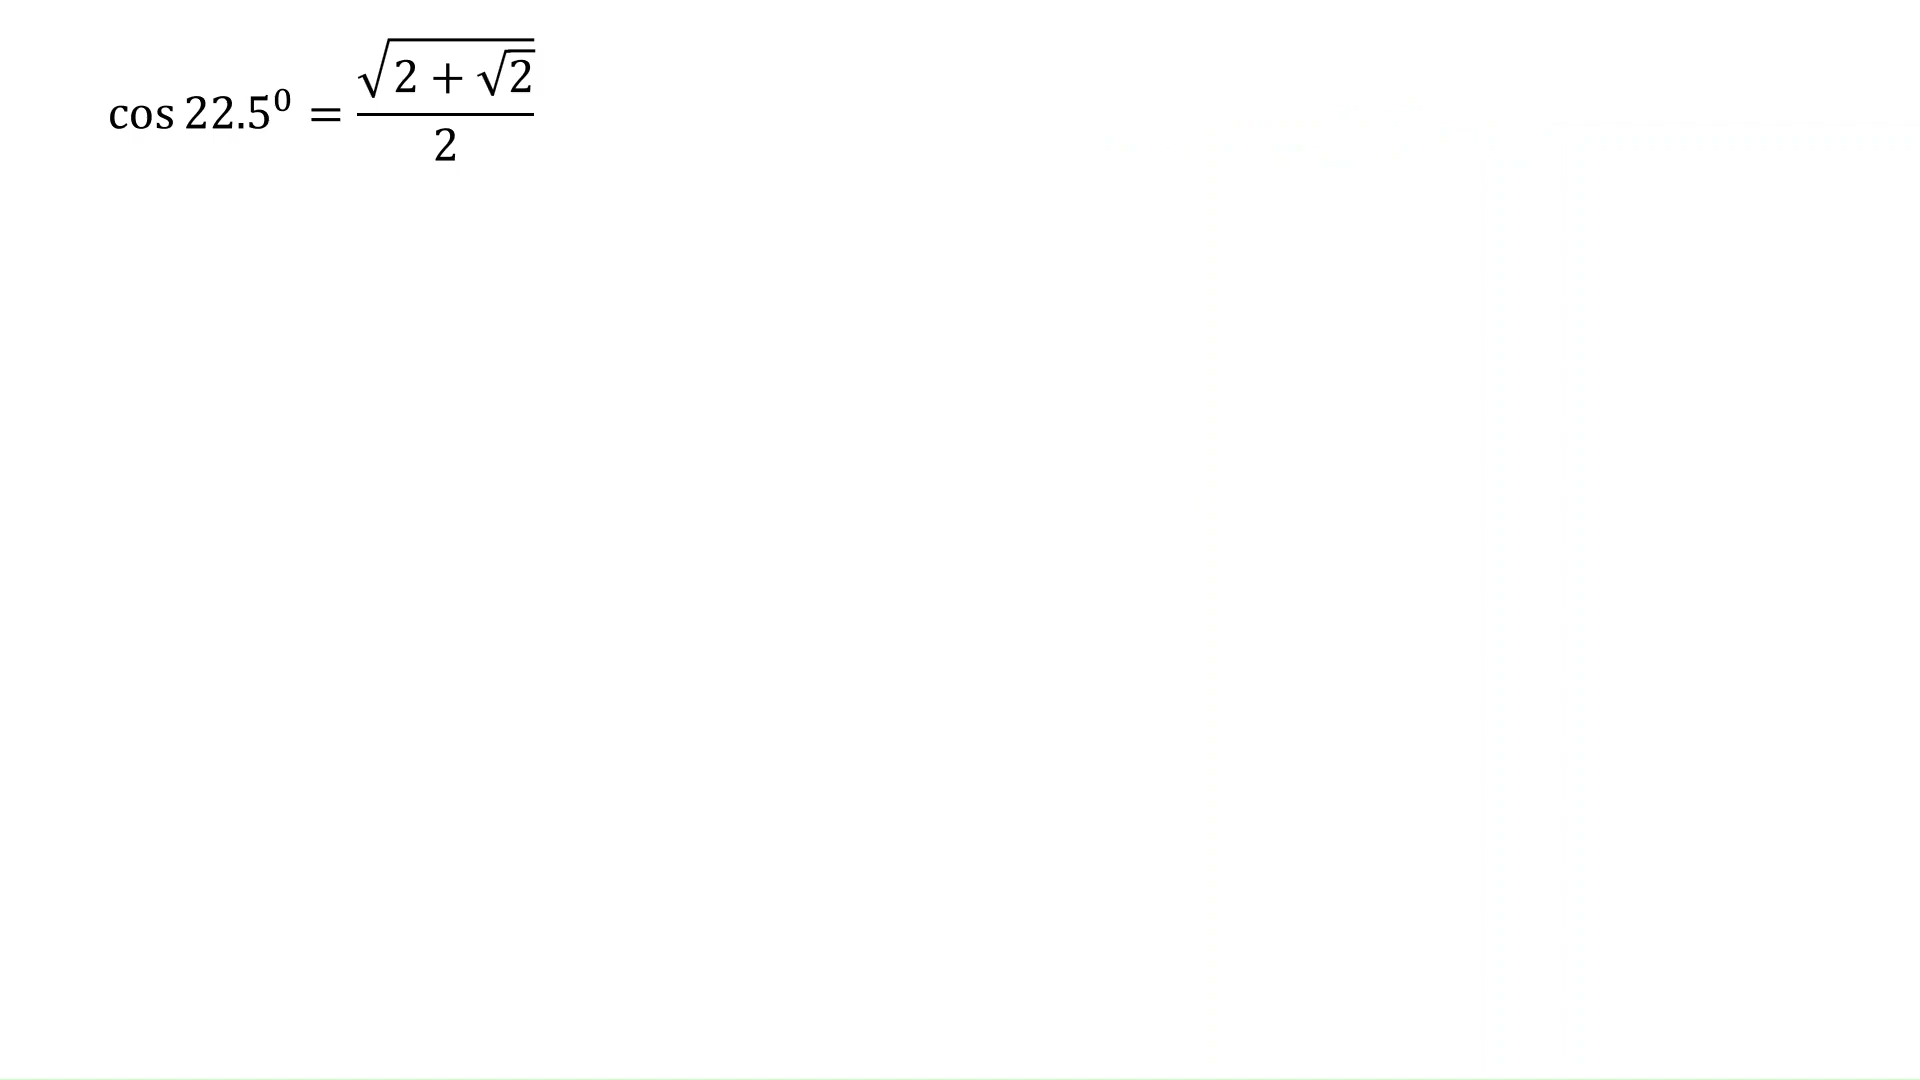 cos 22.5⁰ = √(2 + √2) / 2